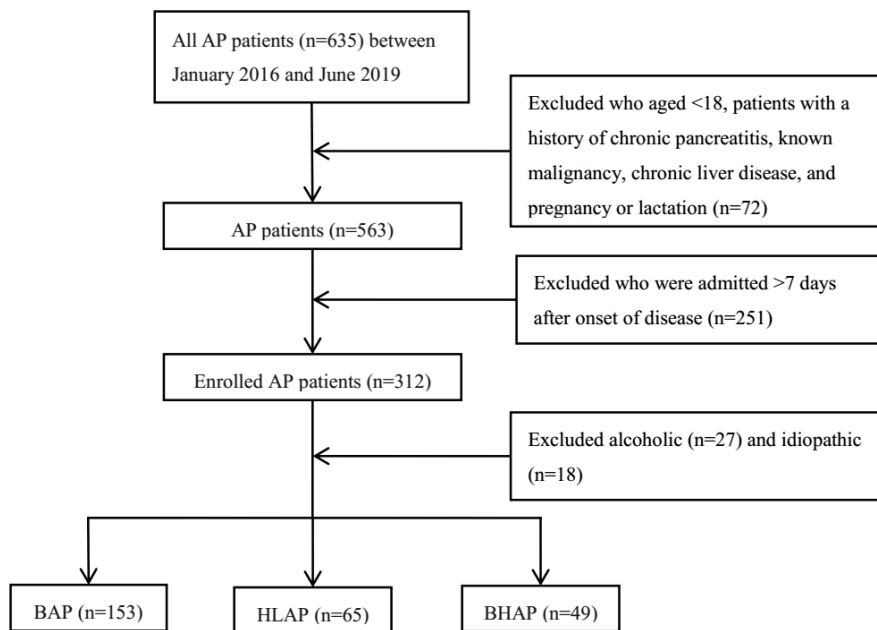 All AP patients (n=635) between
January 2016 and June 2019
Excluded who aged <18, patients with a
history of chronic pancreatitis, known
malignancy, chronic liver disease, and
pregnancy or lactation (n=72)
AP patients (n=563)
Excluded who were admitted >7 days
after onset of disease (n=251)
Enrolled AP patients (n=312)
Excluded alcoholic (n=27) and idiopathic
(n=18)
BAP (n=153)
HLAP (n=65)
BHAP (n=49)